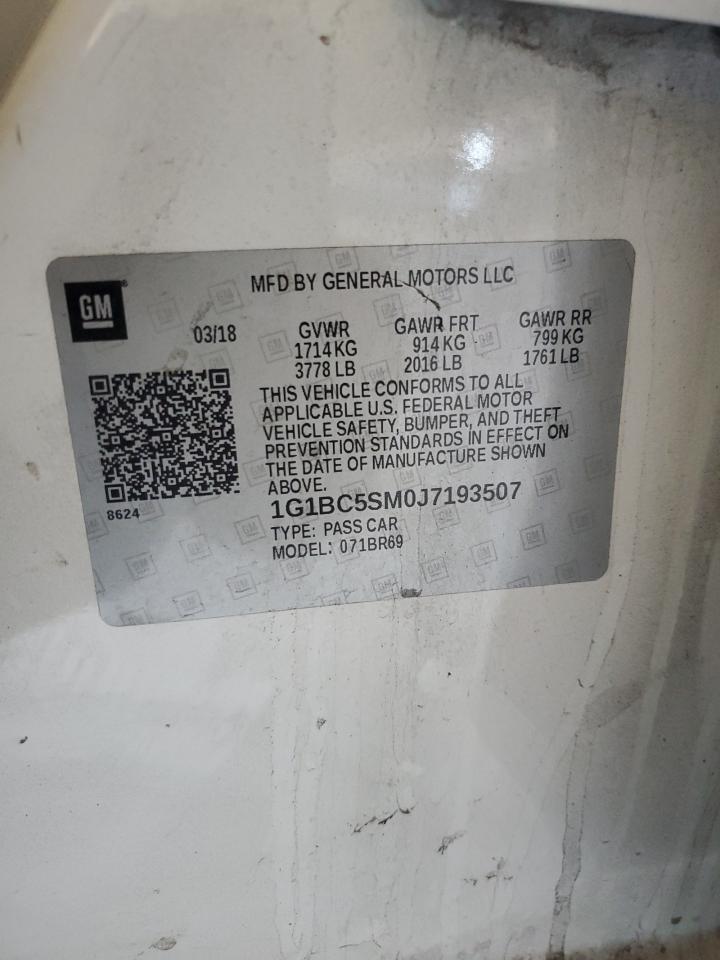 GM
MFD BY GENERAL MOTORS LLC
03/18 GVWR GAWR FRT GAWR RR
1714 KG 914 KG 799 KG
3778 LB 2016 LB 1761 LB
THIS VEHICLE CONFORMS TO ALL
APPLICABLE U.S. FEDERAL MOTOR
VEHICLE SAFETY, BUMPER, AND THEFT
PREVENTION STANDARDS IN EFFECT ON
THE DATE OF MANUFACTURE SHOWN
ABOVE.
8624
1G1BC5SM0J7193507
TYPE: PASS CAR
MODEL: 071BR69